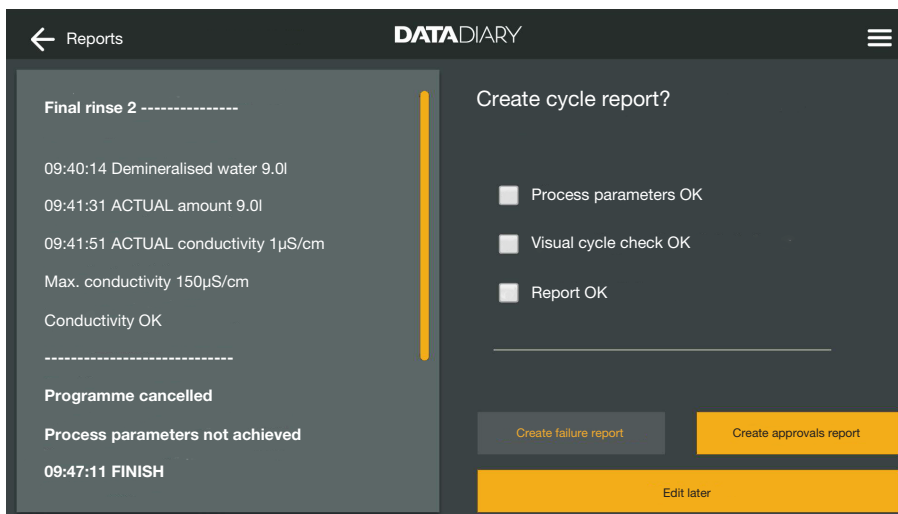 Reports
DATADIARY
Final rinse 2 ---------------
09:40:14 Demineralised water 9.0l
09:41:31 ACTUAL amount 9.0l
09:41:51 ACTUAL conductivity 1µS/cm
Max. conductivity 150µS/cm
Conductivity OK
-----------------------------
Programme cancelled
Process parameters not achieved
09:47:11 FINISH
Create cycle report?
Process parameters OK
Visual cycle check OK
Report OK
Create failure report
Create approvals report
Edit later